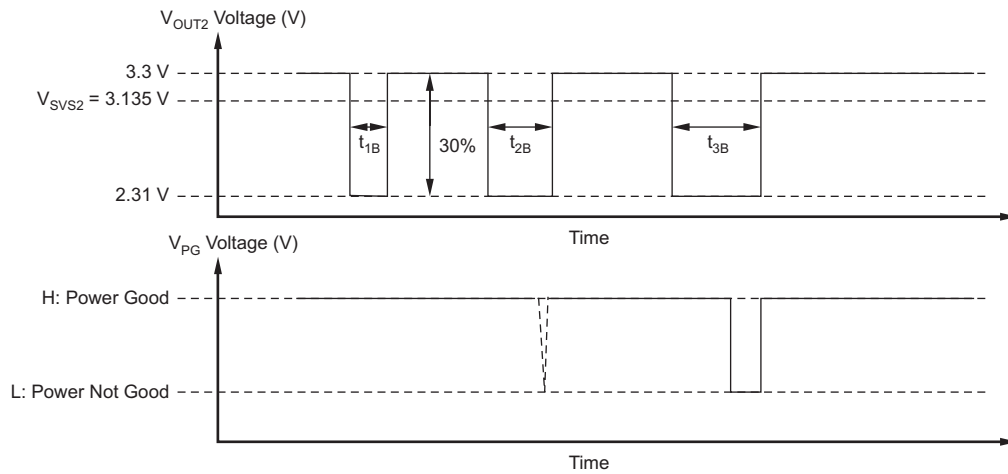 V_OUT2 Voltage (V)
3.3 V
V_SVS2 = 3.135 V
t_1B
30%
t_2B
t_3B
2.31 V
Time
V_PG Voltage (V)
H: Power Good
L: Power Not Good
Time